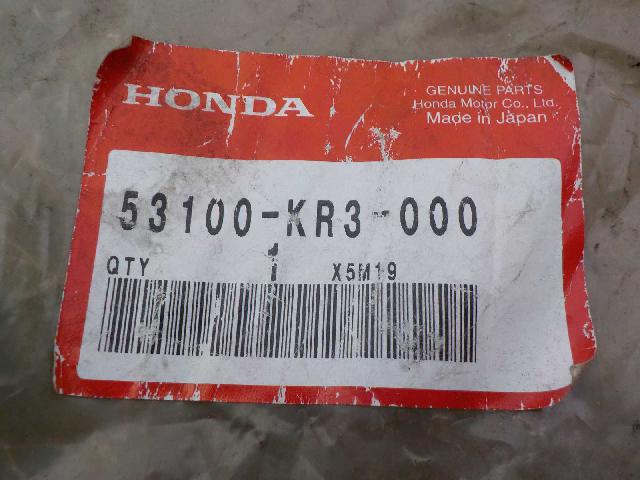 HONDA
GENUINE PARTS
Honda Motor Co., Ltd.
Made in Japan
53100-KR3-000
QTY 1 X5M19